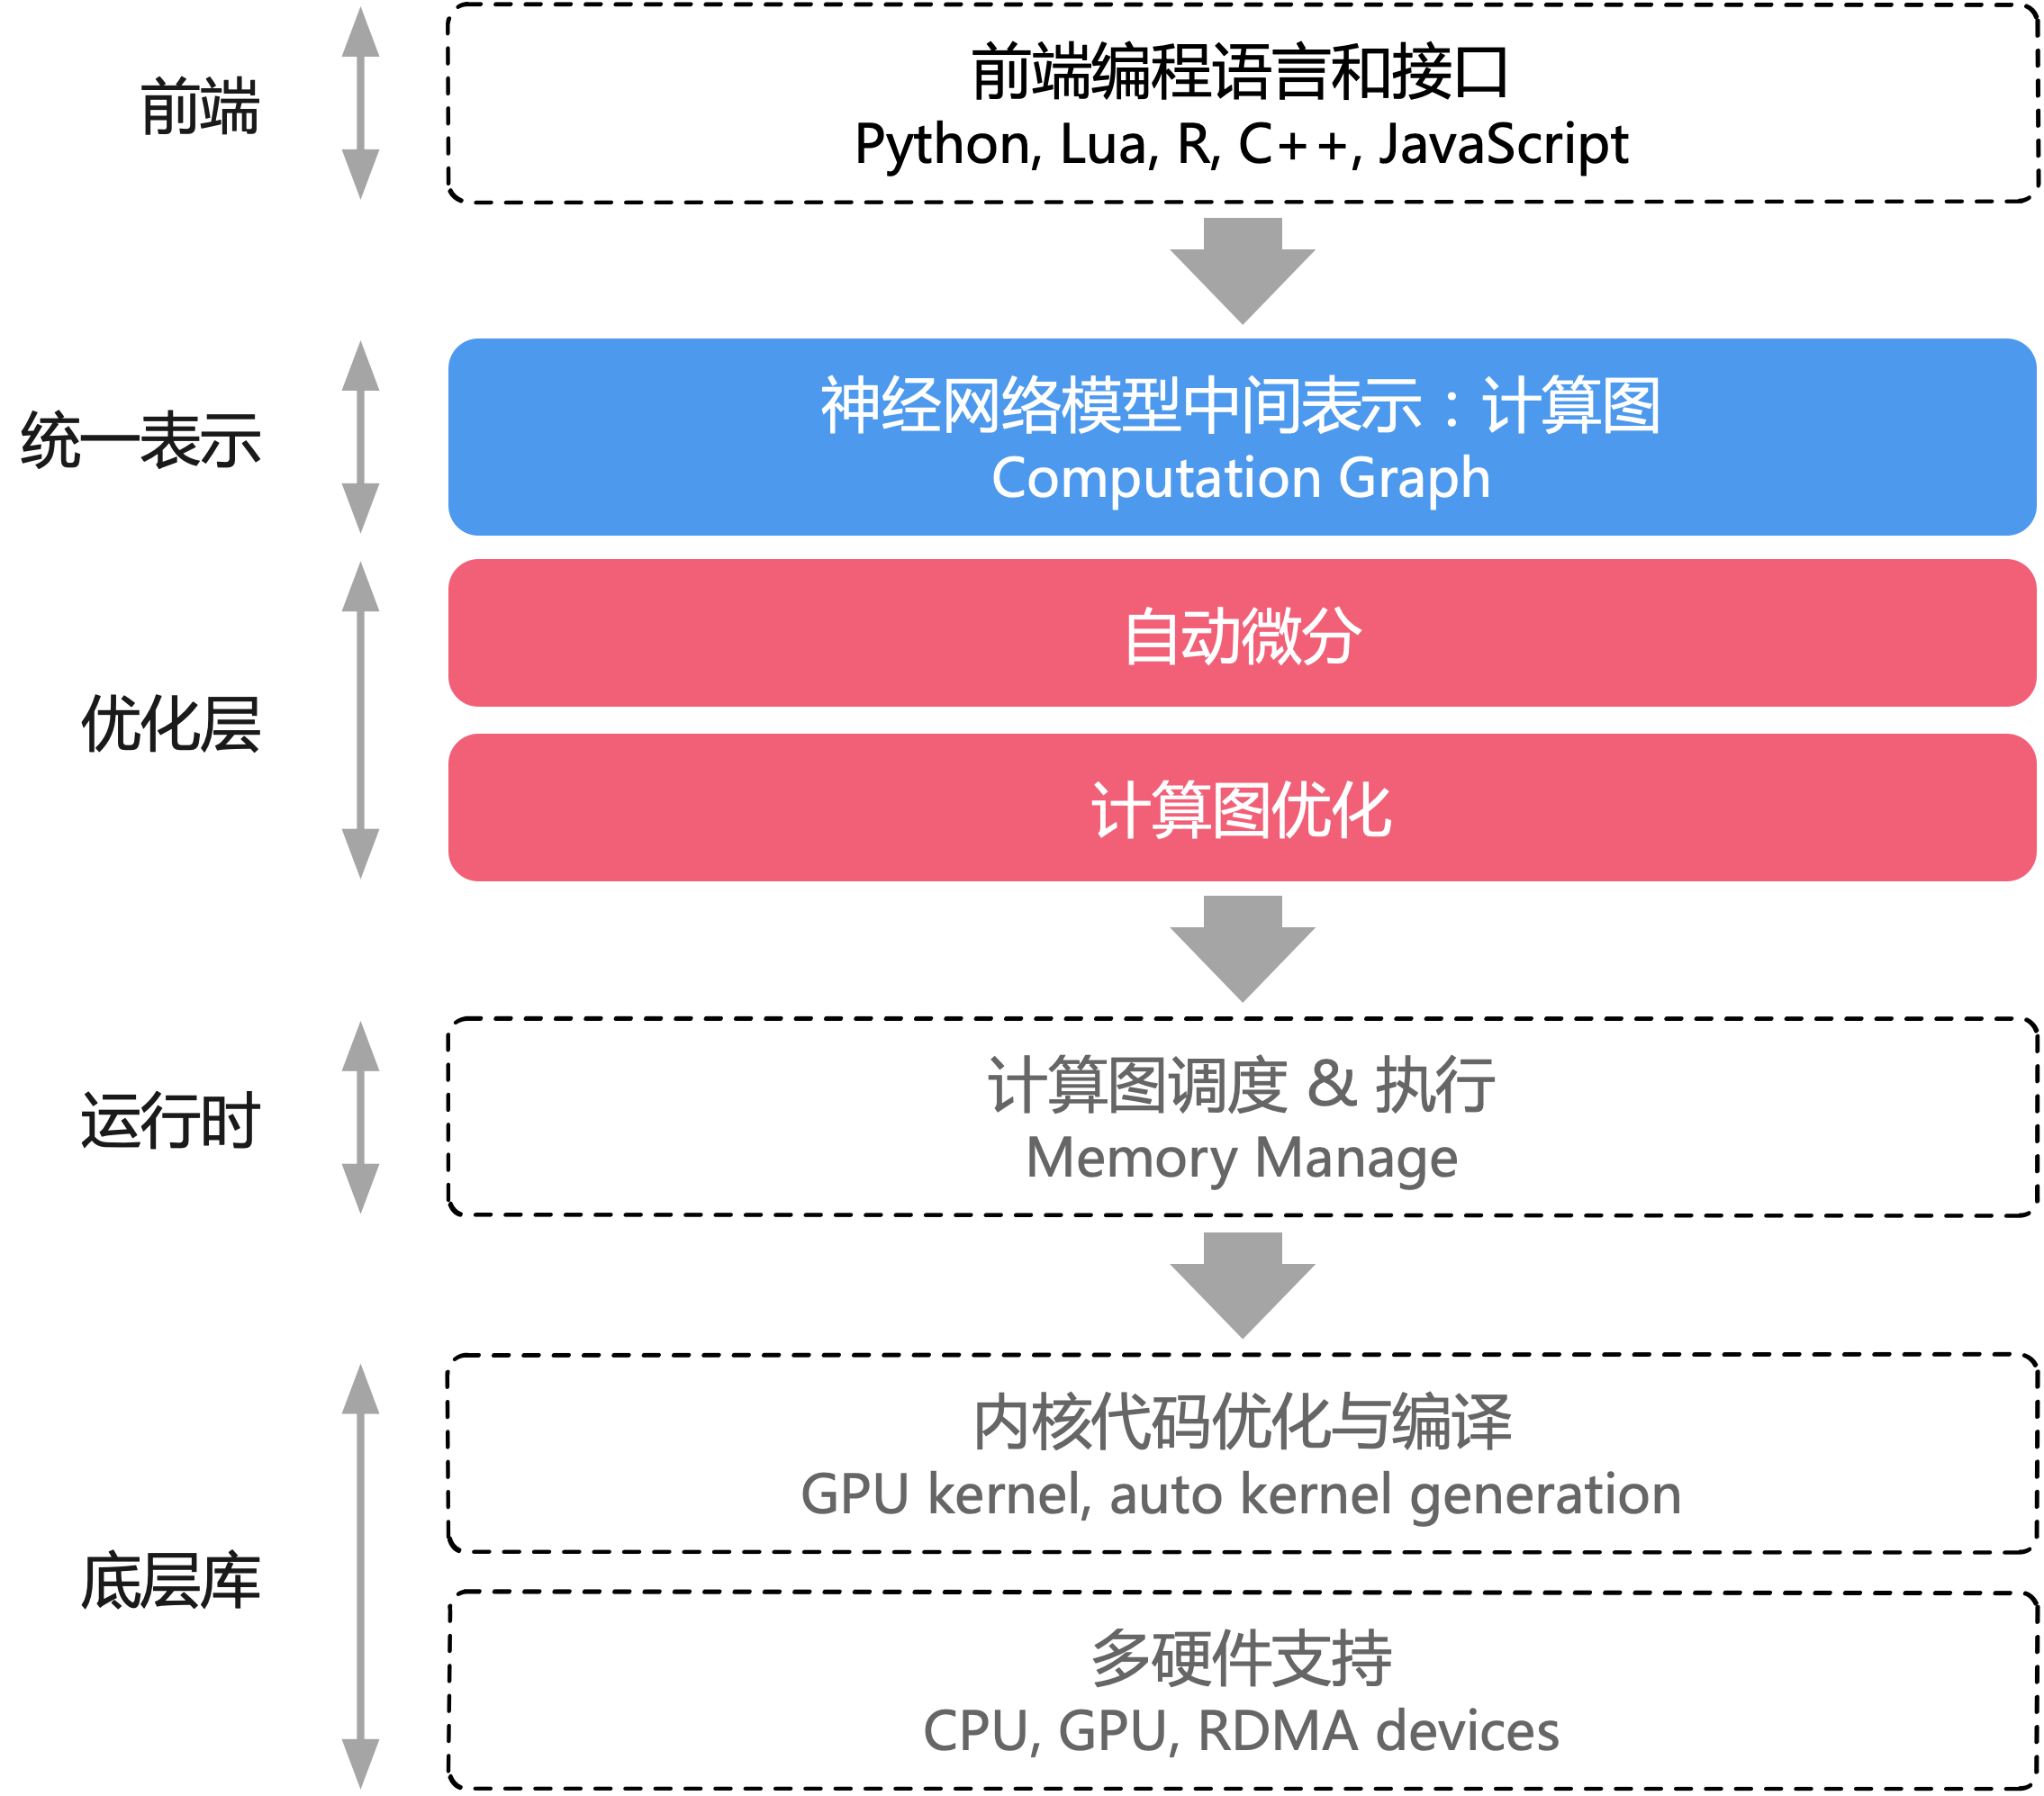 前端
前端编程语言和接口
Python, Lua, R, C++, JavaScript
统一表示
神经网络模型中间表示：计算图
Computation Graph
优化层
自动微分
计算图优化
运行时
计算图调度 & 执行
Memory Manage
底层库
内核代码优化与编译
GPU kernel, auto kernel generation
多硬件支持
CPU, GPU, RDMA devices